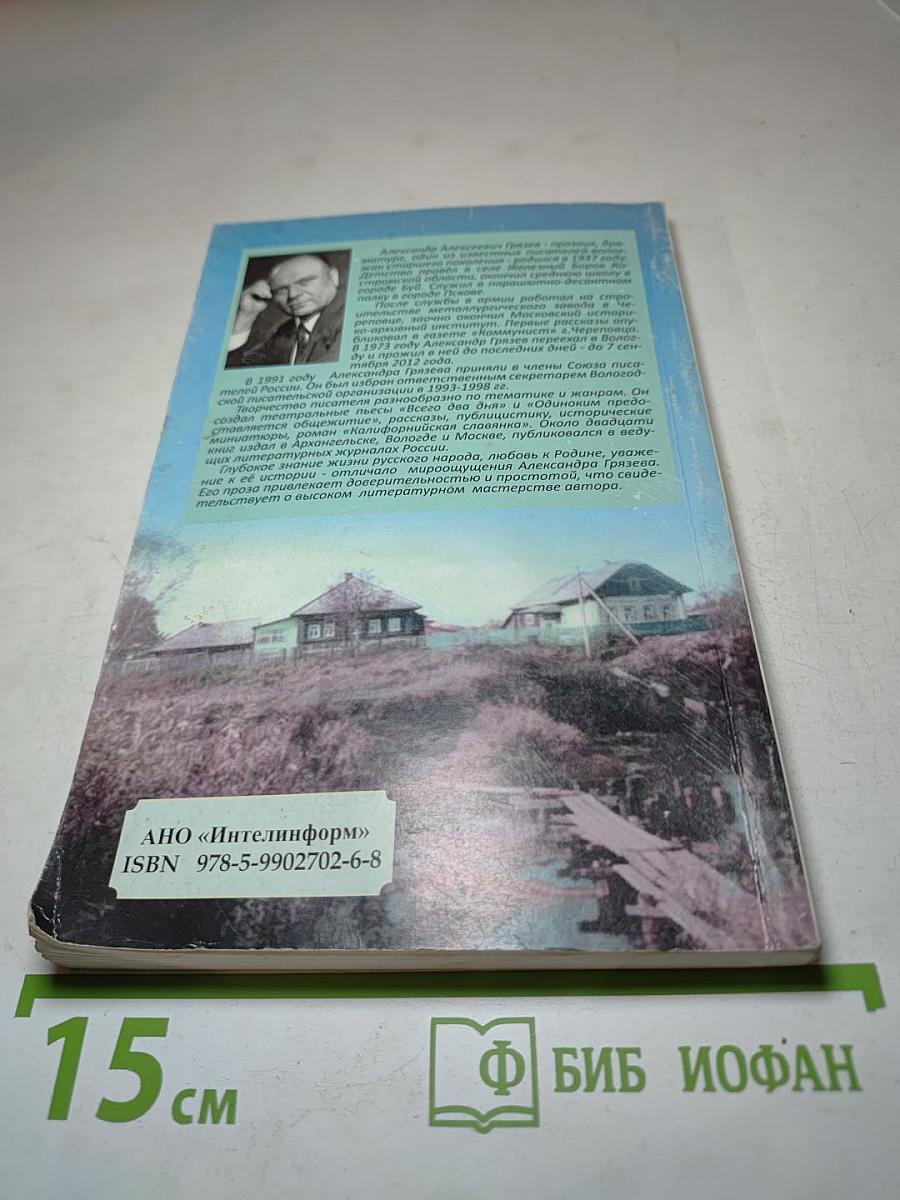 Александр Алексеевич Грязев - прозаик, дра-
матург, один из известных писателей волог-
жан старшего поколения - родился в 1937 году.
Детство провёл в селе Железный Борок Ко-
стромской области, окончил среднюю школу в
городе Буй. Служил в парашютно-десантном
полку в городе Пскове.
После службы в армии работал на стро-
ительстве металлургического завода в Че-
реповце, заочно окончил Московский истори-
ко-архивный институт. Первые рассказы опу-
бликовал в газете «Коммунист» г.Череповца.
В 1973 году Александр Грязев переехал в Волог-
ду и прожил в ней до последних дней - до 7 сен-
тября 2012 года.
В 1991 году Александра Грязева приняли в члены Союза писа-
телей России. Он был избран ответственным секретарем Вологод-
ской писательской организации в 1993-1998 гг.
Творчество писателя разнообразно по тематике и жанрам. Он
создал театральные пьесы «Всего два дня» и «Одиноким предо-
ставляется общежитие», рассказы, публицистику, исторические
миниатюры, роман «Калифорнийская славянка». Около двадцати
книг издал в Архангельске, Вологде и Москве, публиковался в веду-
щих литературных журналах России.
Глубокое знание жизни русского народа, любовь к Родине, уваже-
ние к её истории - отличало мироощущения Александра Грязева.
Его проза привлекает доверительностью и простотой, что свиде-
тельствует о высоком литературном мастерстве автора.
АНО «Интелинформ»
ISBN 978-5-9902702-6-8
15 см
Ф БИБ ИОФАН